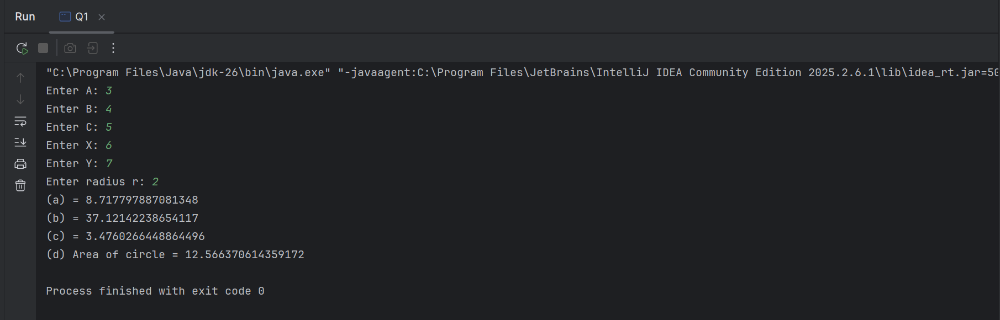 Run Q1
"C:\Program Files\Java\jdk-26\bin\java.exe" "-javaagent:C:\Program Files\JetBrains\IntelliJ IDEA Community Edition 2025.2.6.1\lib\idea_rt.jar=50
Enter A: 3
Enter B: 4
Enter C: 5
Enter X: 6
Enter Y: 7
Enter radius r: 2
(a) = 8.717797887081348
(b) = 37.12142238654117
(c) = 3.4760266448864496
(d) Area of circle = 12.566370614359172
Process finished with exit code 0